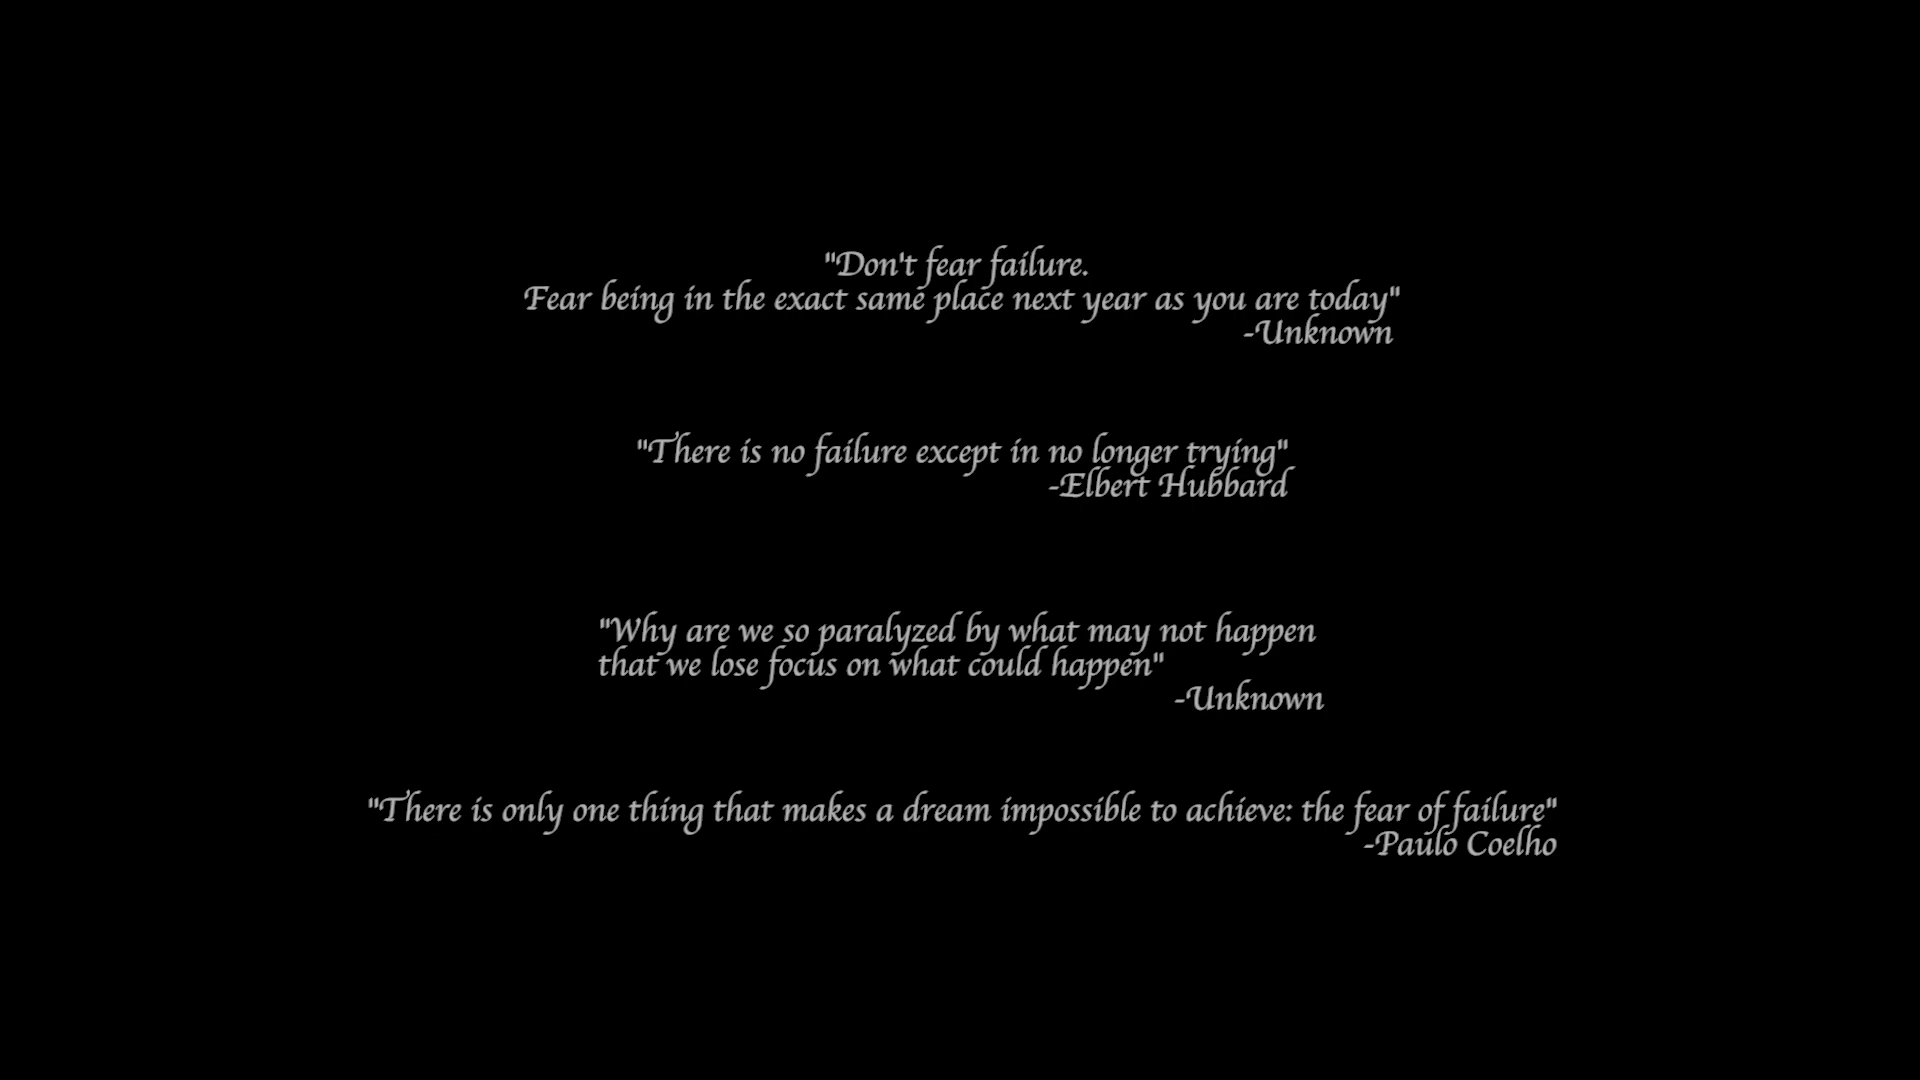 "Don't fear failure.
Fear being in the exact same place next year as you are today"
-Unknown
"There is no failure except in no longer trying"
-Elbert Hubbard
"Why are we so paralyzed by what may not happen
that we lose focus on what could happen"
-Unknown
"There is only one thing that makes a dream impossible to achieve: the fear of failure"
-Paulo Coelho